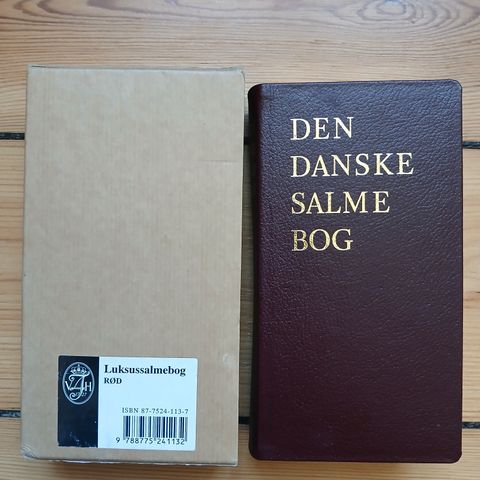 Luksussalmebog
RØD
ISBN 87-7524-113-7
9 788775 241132
DEN
DANSKE
SALME
BOG